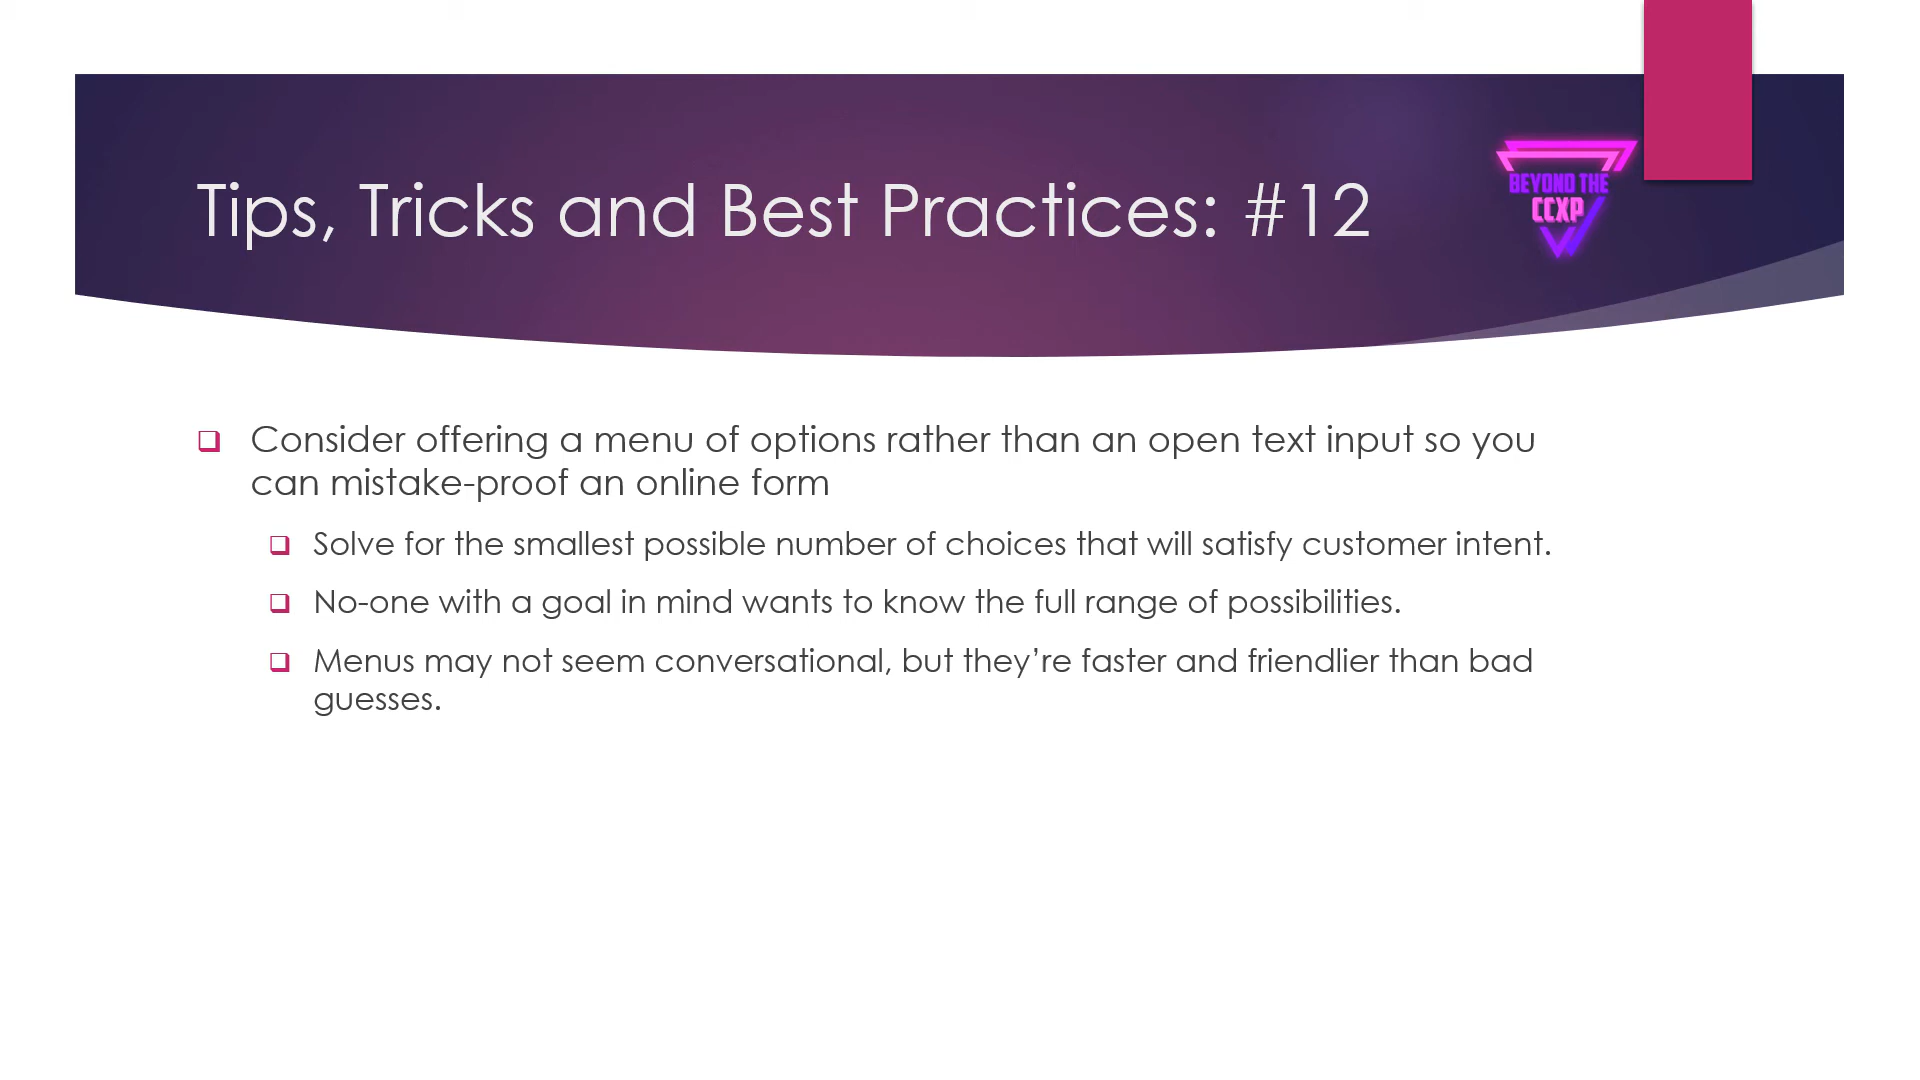 Tips, Tricks and Best Practices: #12
BEYOND THE
CCXP
Consider offering a menu of options rather than an open text input so you
can mistake-proof an online form
Solve for the smallest possible number of choices that will satisfy customer intent.
No-one with a goal in mind wants to know the full range of possibilities.
Menus may not seem conversational, but they’re faster and friendlier than bad
guesses.